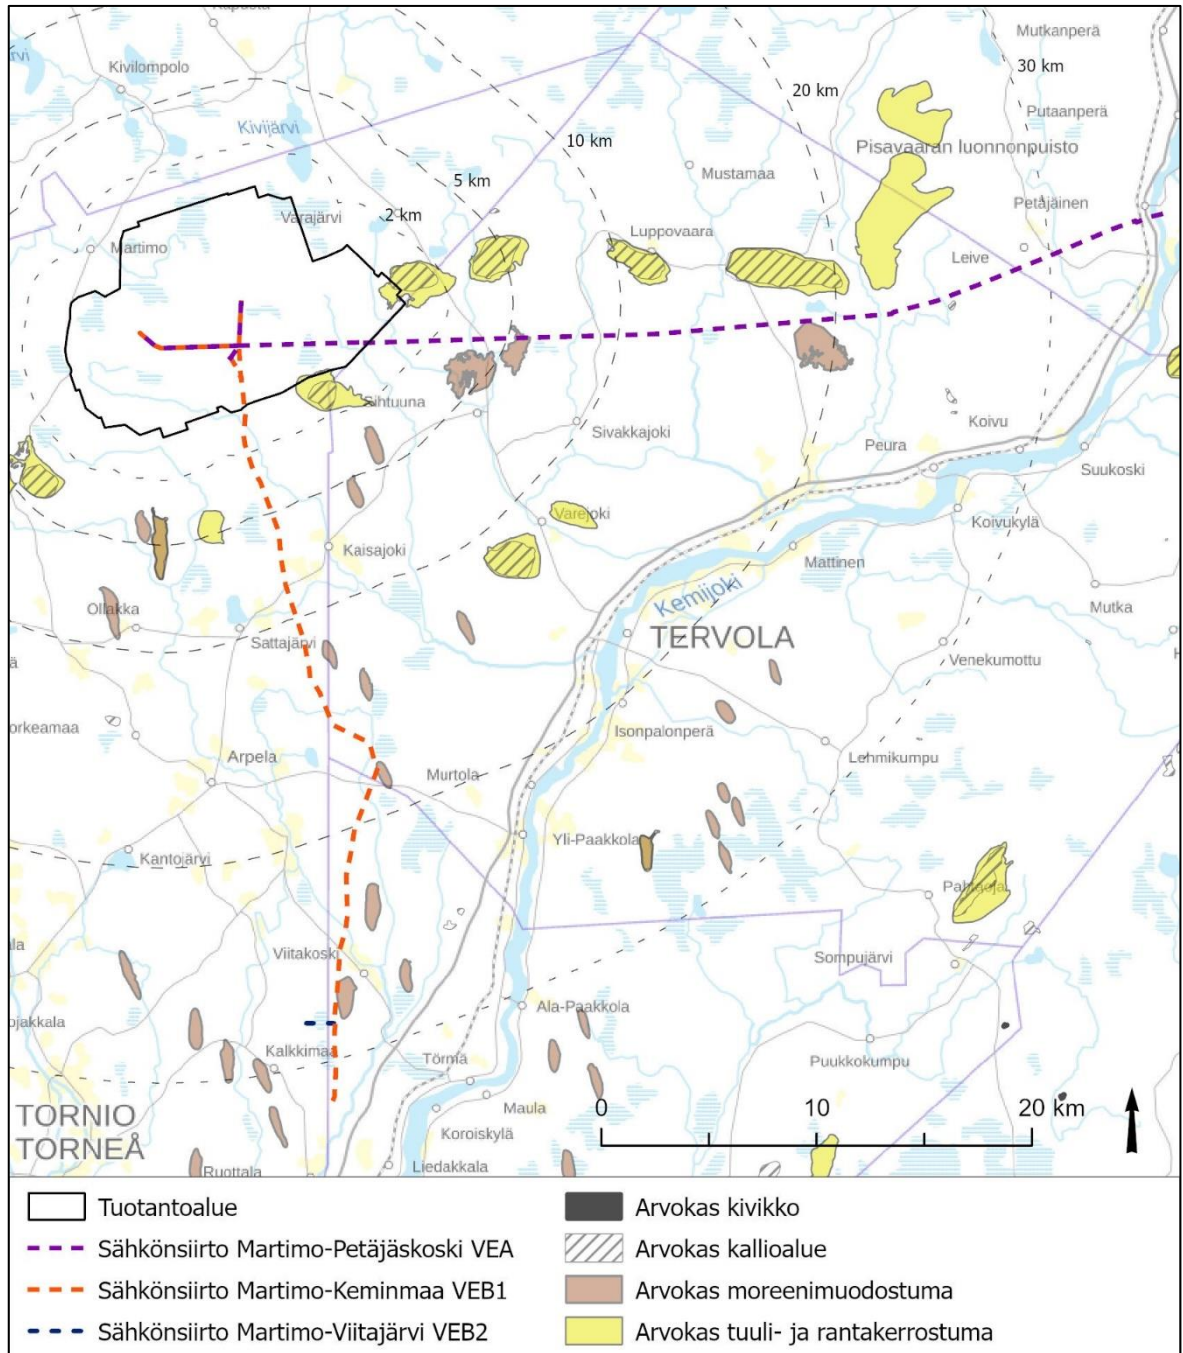 Kapusta
Mutkanperä
rvi
Kivilompolo
30 km
20 km
Putaanperä
Kivijärvi
10 km
Pisavaaran luonnonpuisto
Mustamaa
5 km
Petäjäinen
Varajärvi
2 km
Luppovaara
Martimo
Leive
Sihtuuna
Sivakkajoki
Koivu
Peura
Suukoski
Varejoki
Koivukylä
Kaisajoki
Mattinen
Kemijoki
Ollakka
Mutka
Sattajärvi
TERVOLA
Venekumottu
ä
orkeamaa
Isonpalonperä
Arpela
Lehmikumpu
Murtola
Yli-Paakkola
Kantojärvi
Pahtaoja
ala
Viitakoski
Sompujärvi
Ala-Paakkola
ojakkala
Kalkkimaa
Törmä
Puukkokumpu
TORNIO
TORNEÅ
Maula
0 10 20 km
Koroiskylä
Ruottala
Liedakkala
Tuotantoalue
Sähkönsiirto Martimo-Petäjäskoski VEA
Sähkönsiirto Martimo-Keminmaa VEB1
Sähkönsiirto Martimo-Viitajärvi VEB2
Arvokas kivikko
Arvokas kallioalue
Arvokas moreenimuodostuma
Arvokas tuuli- ja rantakerrostuma